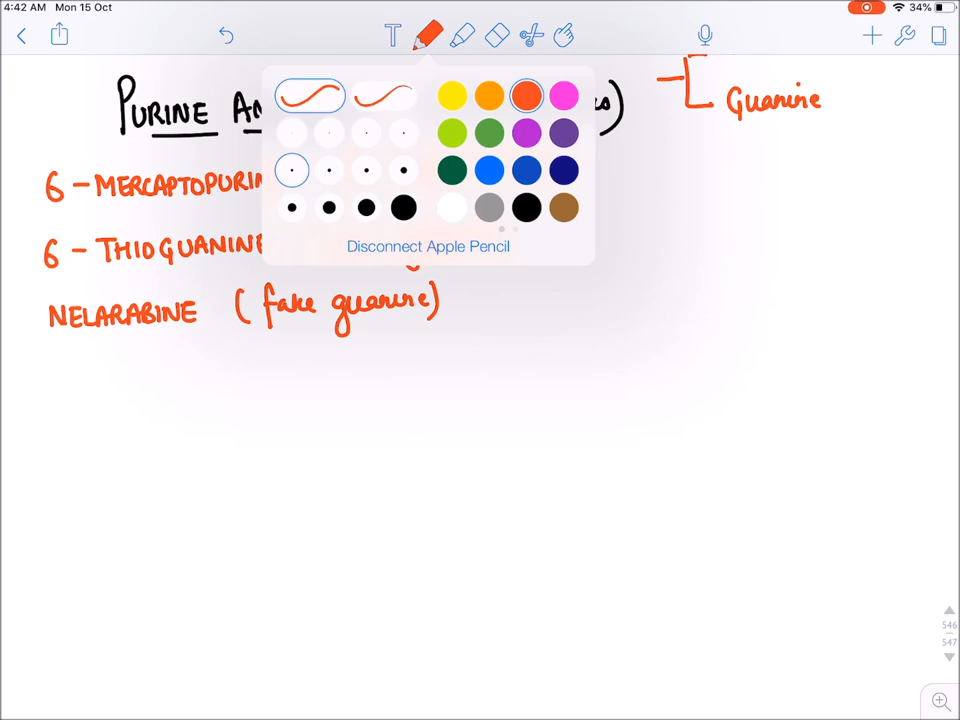 4:42 AM Mon 15 Oct
34%
T
PURINE
Guanine
6 - MERCAPTOPURIN
Disconnect Apple Pencil
6 - THIOGUANINE
NELARABINE (fake guanine)
546
547